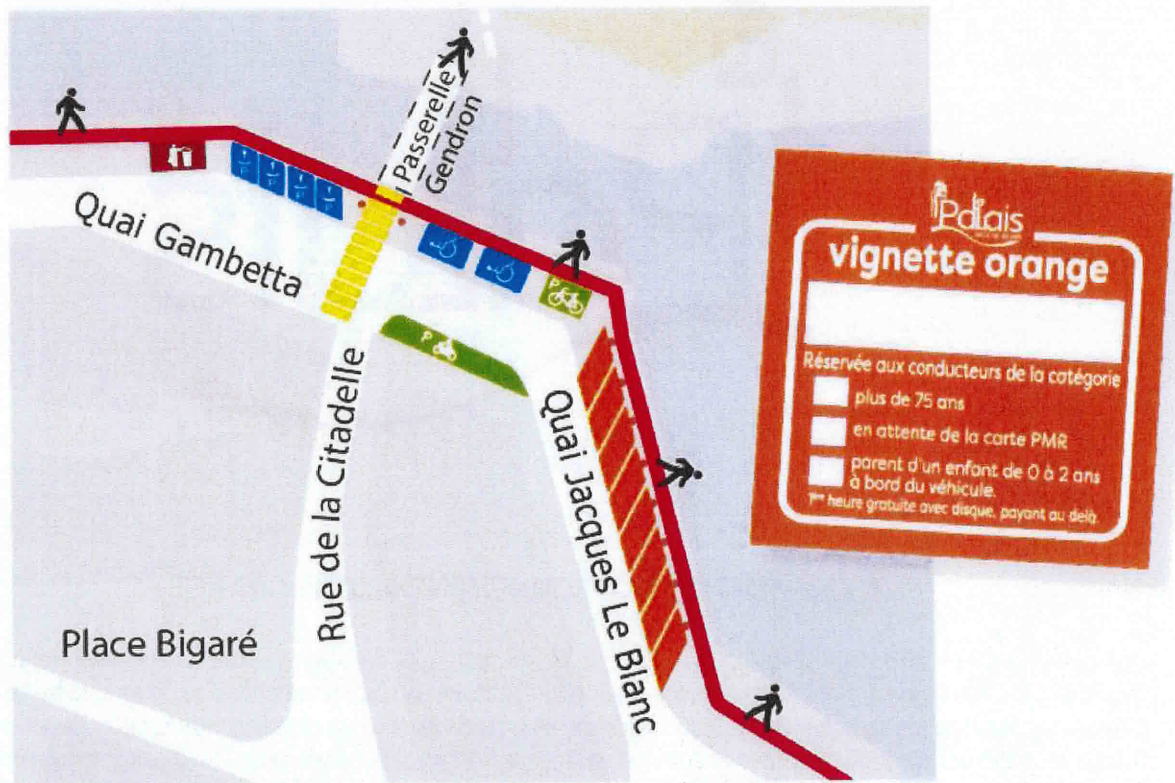 Passerelle
Gendron
Quai Gambetta
P
P
Rue de la Citadelle
Quai Jacques Le Blanc
Place Bigaré
Palais
vignette orange
Réservée aux conducteurs de la catégorie
plus de 75 ans
en attente de la carte PMR
parent d'un enfant de 0 à 2 ans
à bord du véhicule.
1ère heure gratuite avec disque, payant au delà.